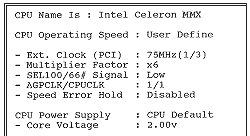 CPU Name Is : Intel Celeron MMX
CPU Operating Speed : User Define
- Ext. Clock (PCI) : 75MHz(1/3)
- Multiplier Factor : x6
- SEL100/66# Signal : Low
- AGPCLK/CPUCLK : 1/1
- Speed Error Hold : Disabled
CPU Power Supply : CPU Default
- Core Voltage : 2.00v